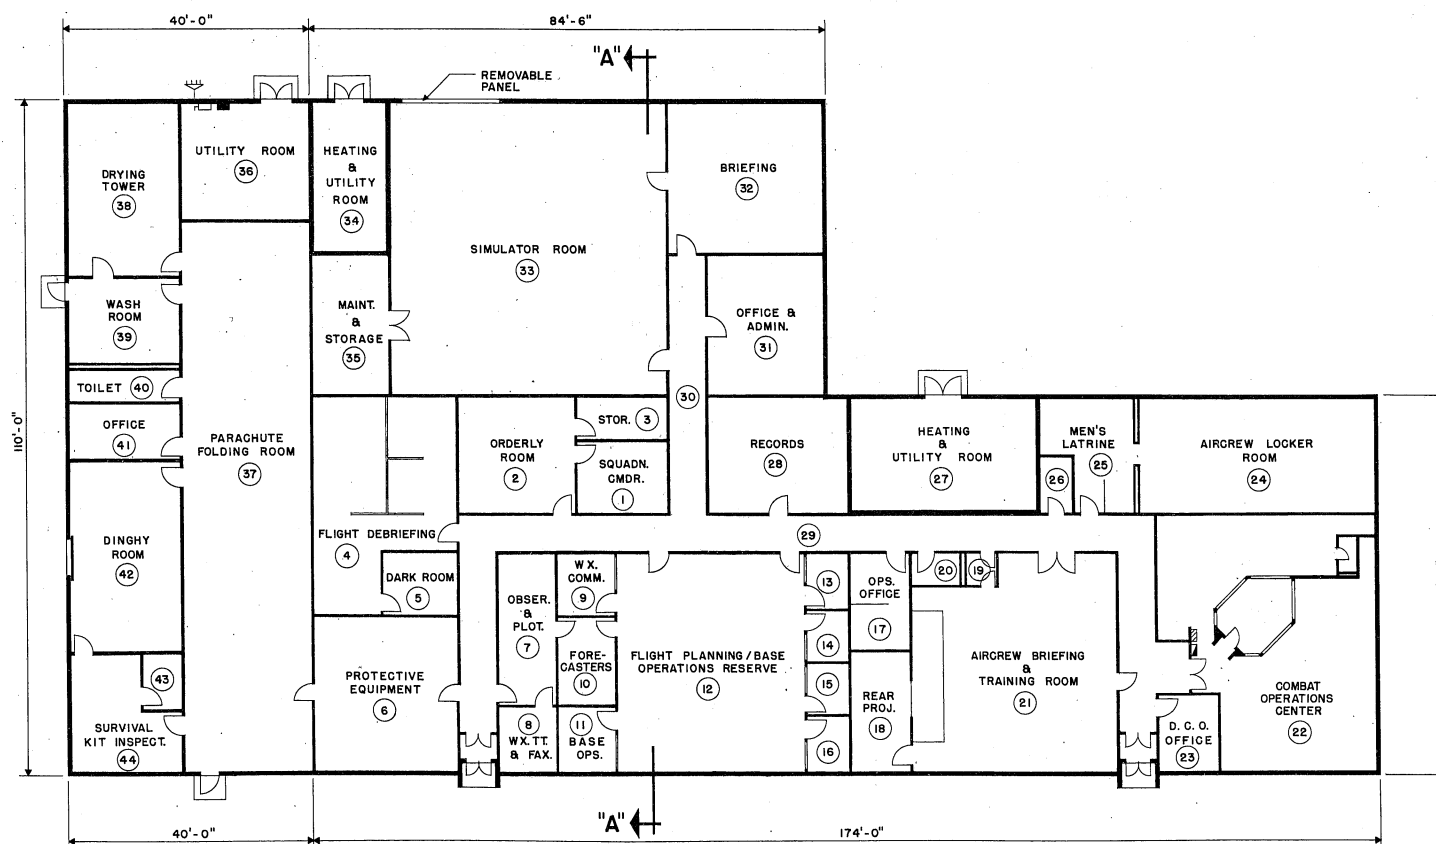 40'-0"
84'-6"
"A"
REMOVABLE
PANEL
110'-0"
DRYING
TOWER
38
UTILITY ROOM
36
HEATING
&
UTILITY
ROOM
34
SIMULATOR ROOM
33
BRIEFING
32
WASH
ROOM
39
MAINT.
&
STORAGE
35
OFFICE &
ADMIN.
31
30
TOILET 40
OFFICE
41
PARACHUTE
FOLDING ROOM
37
ORDERLY
ROOM
2
STOR. 3
SQUADN.
CMDR.
1
RECORDS
28
HEATING
&
UTILITY ROOM
27
MEN'S
LATRINE
25
26
AIRCREW LOCKER
ROOM
24
FLIGHT DEBRIEFING
4
29
DARK ROOM
5
DINGHY
ROOM
42
OBSER.
&
PLOT.
7
WX.
COMM.
9
FORE-
CASTERS
10
FLIGHT PLANNING/BASE
OPERATIONS RESERVE
12
13
14
15
16
OPS.
OFFICE
17
REAR
PROJ.
18
20
19
AIRCREW BRIEFING
&
TRAINING ROOM
21
COMBAT
OPERATIONS
CENTER
22
D.C.O.
OFFICE
23
PROTECTIVE
EQUIPMENT
6
8
WX.TT.
& FAX.
11
BASE
OPS.
43
SURVIVAL
KIT INSPECT.
44
"A"
40'-0"
174'-0"